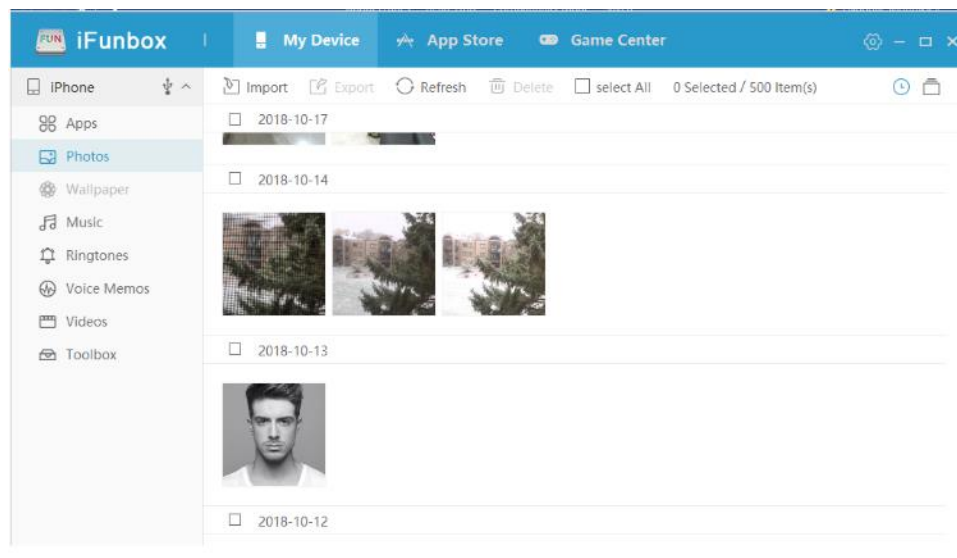 FUN iFunbox My Device App Store Game Center
iPhone
Import Export Refresh Delete select All 0 Selected / 500 Item(s)
Apps
Photos
Wallpaper
Music
Ringtones
Voice Memos
Videos
Toolbox
2018-10-17
2018-10-14
2018-10-13
2018-10-12